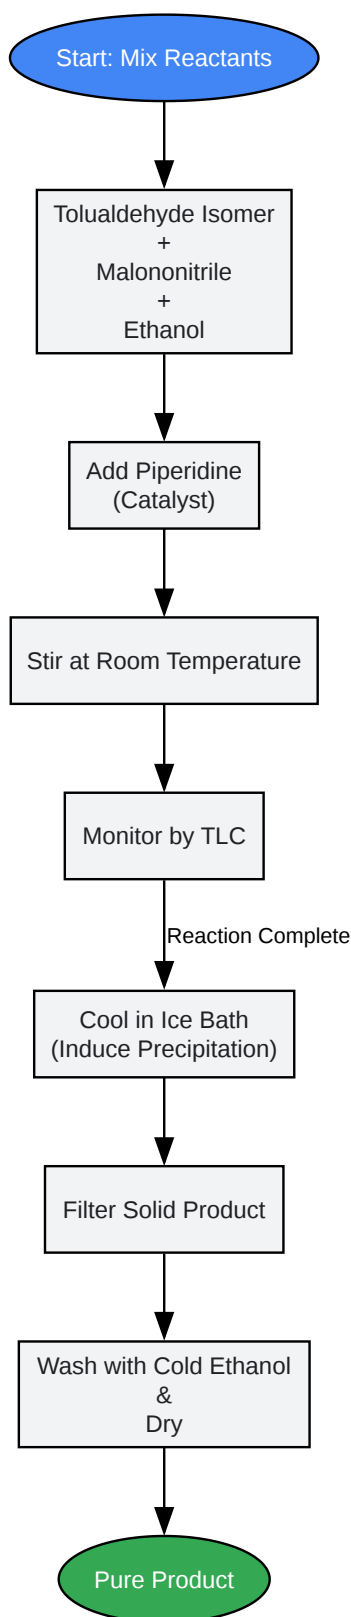 Start: Mix Reactants
Tolualdehyde Isomer
+
Malononitrile
+
Ethanol
Add Piperidine
(Catalyst)
Stir at Room Temperature
Monitor by TLC
Reaction Complete
Cool in Ice Bath
(Induce Precipitation)
Filter Solid Product
Wash with Cold Ethanol
&
Dry
Pure Product